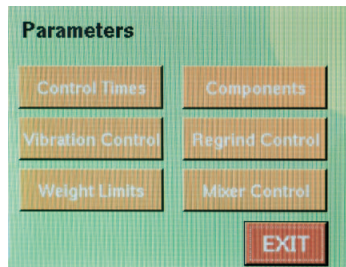 Parameters
Control Times Components
Vibration Control Regrind Control
Weight Limits Mixer Control
EXIT